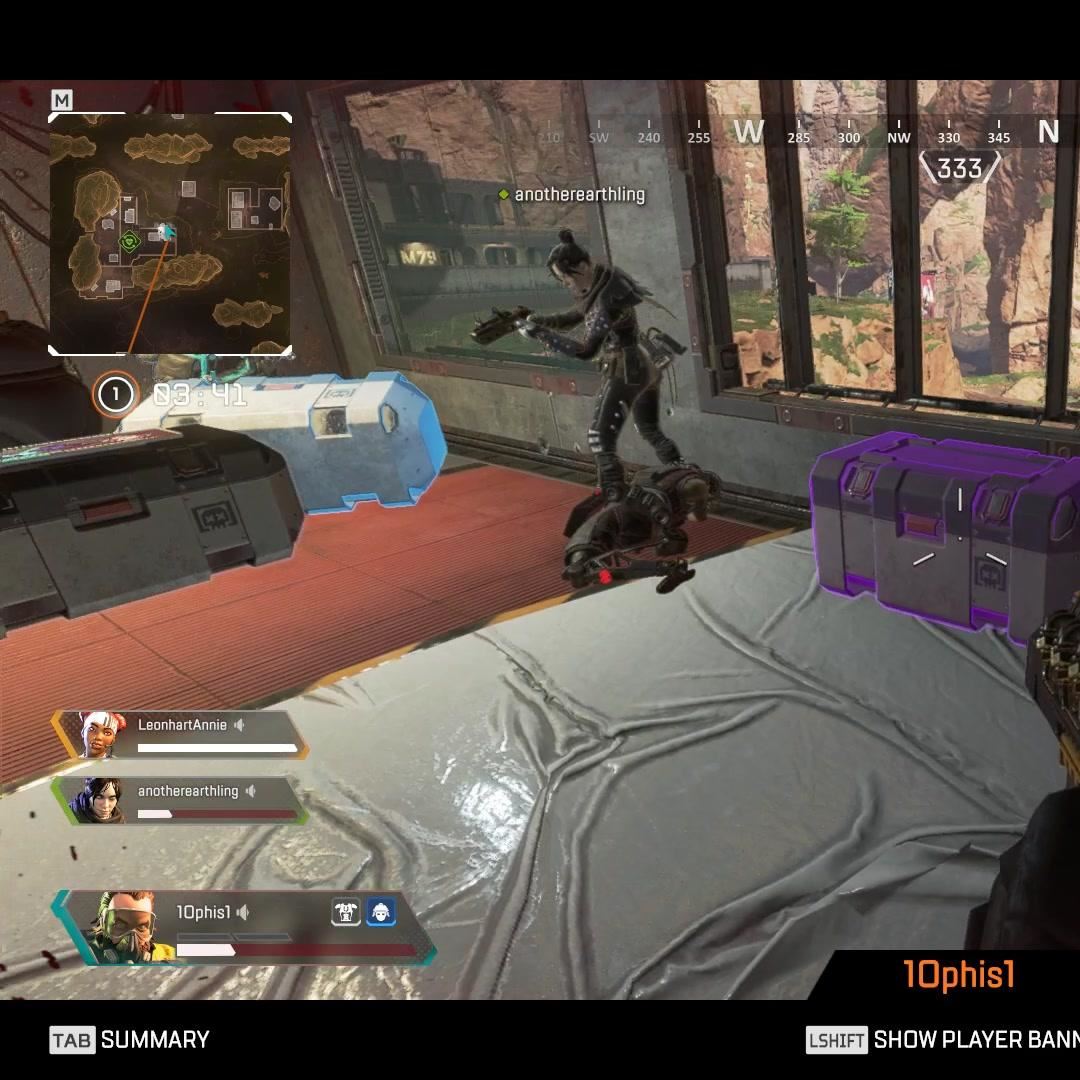 M
210 SW 240 255 W 285 300 NW 330 345 N
333
anotherearthling
M79
1 03:41
LeonhartAnnie
anotherearthling
1Ophis1
1Ophis1
TAB SUMMARY
LSHIFT SHOW PLAYER BANN